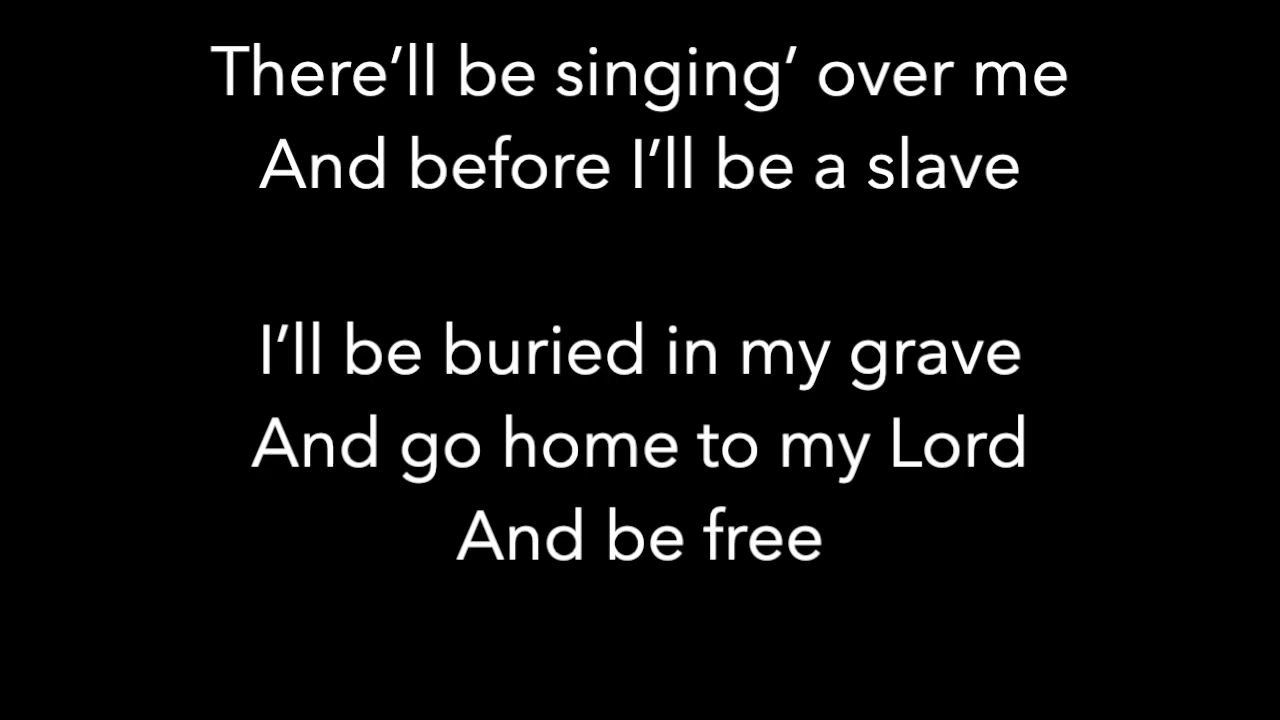 There’ll be singing’ over me
And before I’ll be a slave
I’ll be buried in my grave
And go home to my Lord
And be free